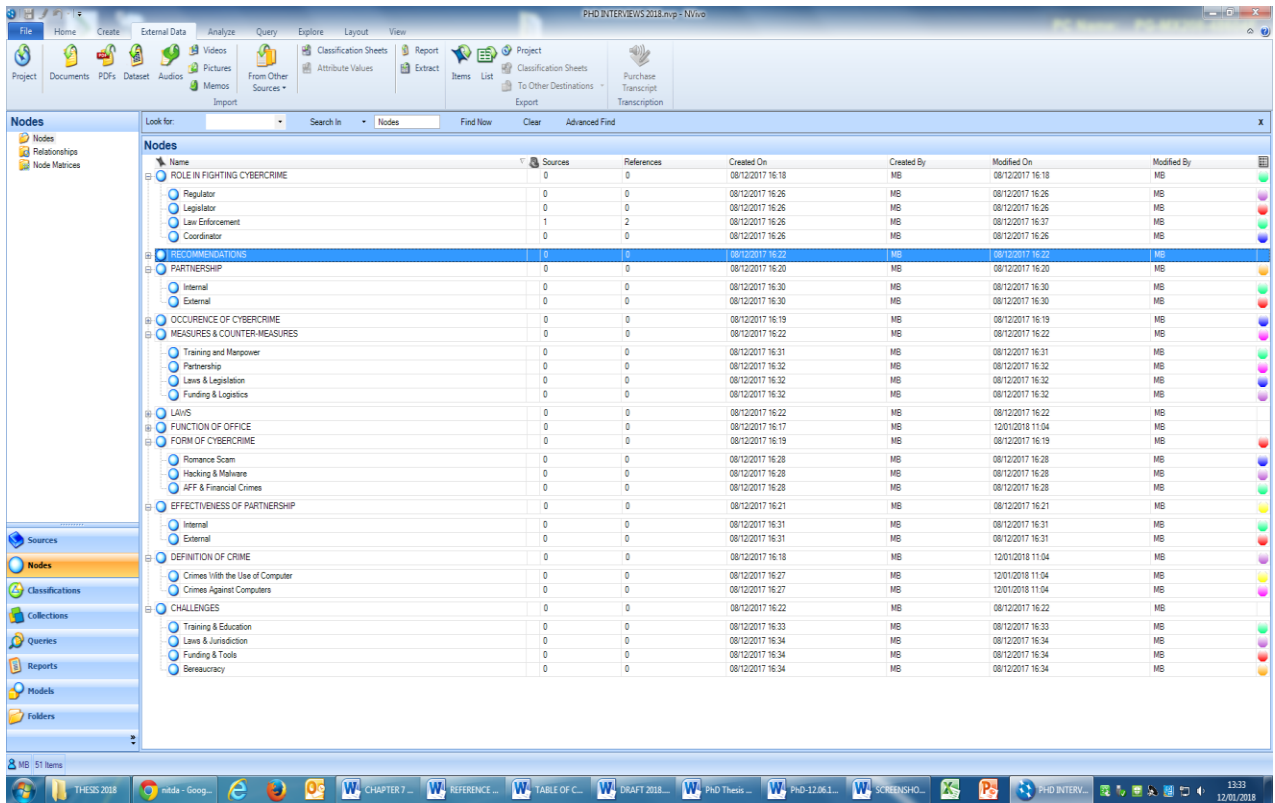 PHD INTERVIEWS 2018.nvp - NVivo
File Home Create External Data Analyze Query Explore Layout View
Project Documents PDFs Dataset Audios
Videos
Pictures
Memos
From Other Sources
Classification Sheets
Attribute Values
Report
Extract
Items List
Project
Classification Sheets
To Other Destinations
Purchase Transcript
Import Export Transcription
Nodes
Nodes
Relationships
Node Matrices
Look for: Search In Nodes Find Now Clear Advanced Find x
Nodes
Name Sources References Created On Created By Modified On Modified By
ROLE IN FIGHTING CYBERCRIME 0 0 08/12/2017 16:18 MB 08/12/2017 16:18 MB
Regulator 0 0 08/12/2017 16:26 MB 08/12/2017 16:26 MB
Legislator 0 0 08/12/2017 16:26 MB 08/12/2017 16:26 MB
Law Enforcement 1 2 08/12/2017 16:26 MB 08/12/2017 16:37 MB
Coordinator 0 0 08/12/2017 16:26 MB 08/12/2017 16:26 MB
RECOMMENDATIONS 0 0 08/12/2017 16:22 MB 08/12/2017 16:22 MB
PARTNERSHIP 0 0 08/12/2017 16:20 MB 08/12/2017 16:20 MB
Internal 0 0 08/12/2017 16:30 MB 08/12/2017 16:30 MB
External 0 0 08/12/2017 16:30 MB 08/12/2017 16:30 MB
OCCURENCE OF CYBERCRIME 0 0 08/12/2017 16:19 MB 08/12/2017 16:19 MB
MEASURES & COUNTER-MEASURES 0 0 08/12/2017 16:22 MB 08/12/2017 16:22 MB
Training and Manpower 0 0 08/12/2017 16:31 MB 08/12/2017 16:31 MB
Partnership 0 0 08/12/2017 16:32 MB 08/12/2017 16:32 MB
Laws & Legislation 0 0 08/12/2017 16:32 MB 08/12/2017 16:32 MB
Funding & Logistics 0 0 08/12/2017 16:32 MB 08/12/2017 16:32 MB
LAWS 0 0 08/12/2017 16:22 MB 08/12/2017 16:22 MB
FUNCTION OF OFFICE 0 0 08/12/2017 16:17 MB 12/01/2018 11:04 MB
FORM OF CYBERCRIME 0 0 08/12/2017 16:19 MB 08/12/2017 16:19 MB
Romance Scam 0 0 08/12/2017 16:28 MB 08/12/2017 16:28 MB
Hacking & Malware 0 0 08/12/2017 16:28 MB 08/12/2017 16:28 MB
AFF & Financial Crimes 0 0 08/12/2017 16:28 MB 08/12/2017 16:28 MB
EFFECTIVENESS OF PARTNERSHIP 0 0 08/12/2017 16:21 MB 08/12/2017 16:21 MB
Internal 0 0 08/12/2017 16:31 MB 08/12/2017 16:31 MB
External 0 0 08/12/2017 16:31 MB 08/12/2017 16:31 MB
DEFINITION OF CRIME 0 0 08/12/2017 16:18 MB 12/01/2018 11:04 MB
Crimes With the Use of Computer 0 0 08/12/2017 16:27 MB 12/01/2018 11:04 MB
Crimes Against Computers 0 0 08/12/2017 16:27 MB 12/01/2018 11:04 MB
CHALLENGES 0 0 08/12/2017 16:22 MB 08/12/2017 16:22 MB
Training & Education 0 0 08/12/2017 16:33 MB 08/12/2017 16:33 MB
Laws & Jurisdiction 0 0 08/12/2017 16:34 MB 08/12/2017 16:34 MB
Funding & Tools 0 0 08/12/2017 16:34 MB 08/12/2017 16:34 MB
Bereaucracy 0 0 08/12/2017 16:34 MB 08/12/2017 16:34 MB
Sources
Nodes
Classifications
Collections
Queries
Reports
Models
Folders
MB 51 Items
THESIS 2018 nitda - Goog... CHAPTER 7 ... REFERENCE ... TABLE OF C... DRAFT 2018... PhD Thesis ... PhD-12.06.1... SCREENSHO... PHD INTERV... 13:33
12/01/2018